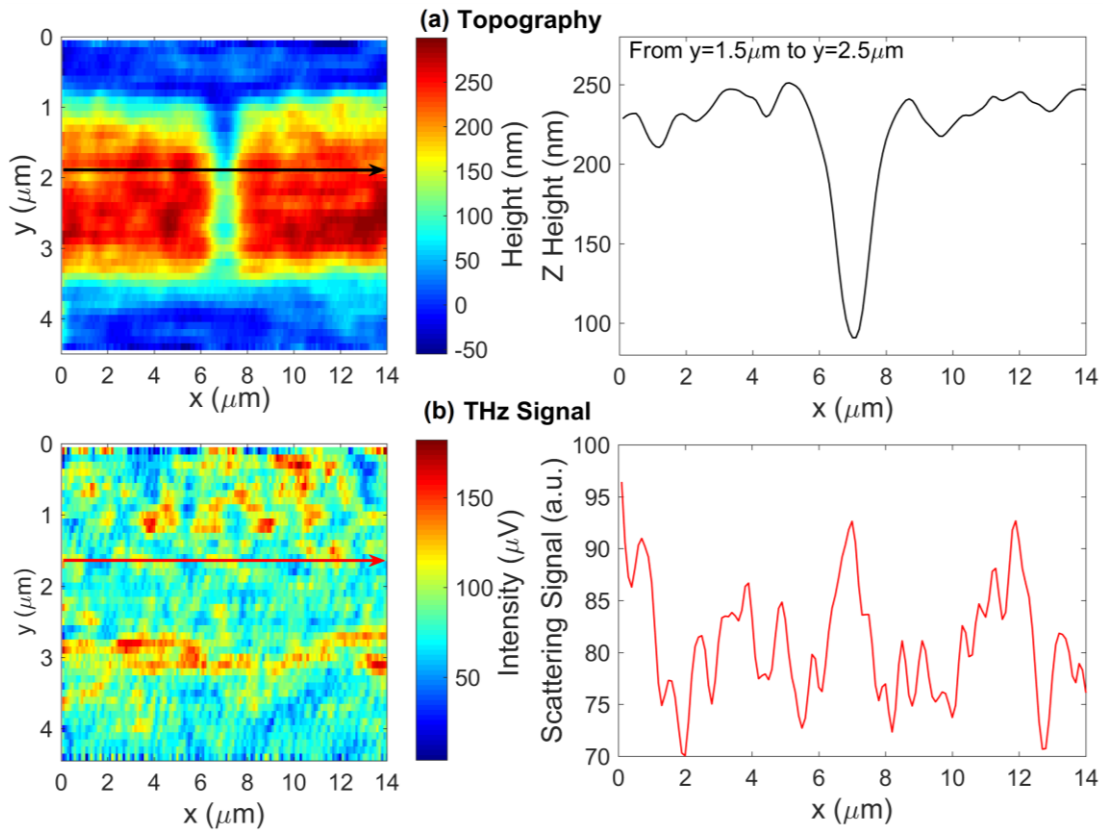 (a) Topography
0
1
2
3
4
y (μm)
0 2 4 6 8 10 12 14
x (μm)
250
200
150
100
50
0
-50
Height (nm)
From y=1.5μm to y=2.5μm
250
200
150
100
Z Height (nm)
0 2 4 6 8 10 12 14
x (μm)
(b) THz Signal
0
1
2
3
4
y (μm)
0 2 4 6 8 10 12 14
x (μm)
150
100
50
Intensity (μV)
100
95
90
85
80
75
70
Scattering Signal (a.u.)
0 2 4 6 8 10 12 14
x (μm)